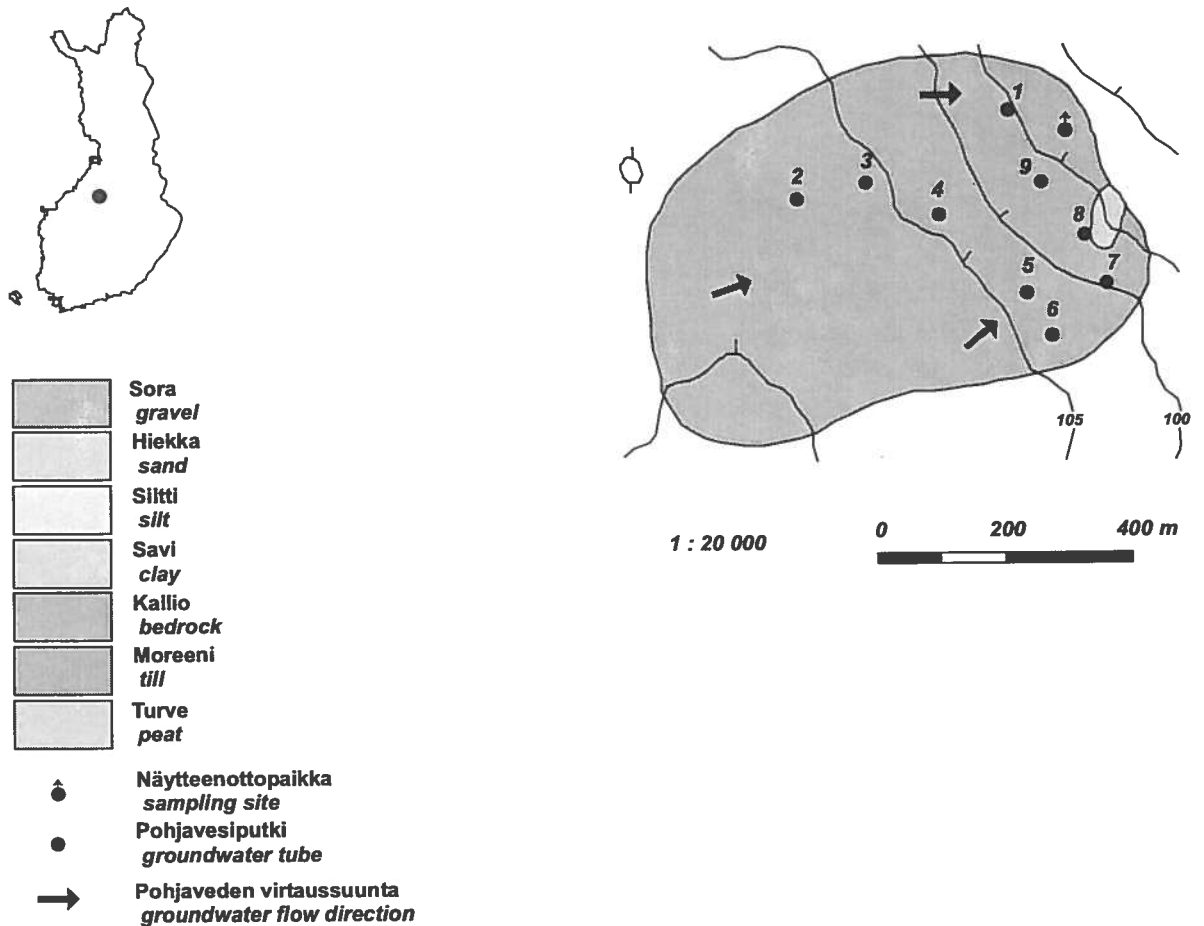 1
2
3
4
9
8
5
7
6
105
100
1 : 20 000
0
200
400 m
Sora
gravel
Hiekka
sand
Siltti
silt
Savi
clay
Kallio
bedrock
Moreeni
till
Turve
peat
Näytteenottopaikka
sampling site
Pohjavesiputki
groundwater tube
Pohjaveden virtaussuunta
groundwater flow direction